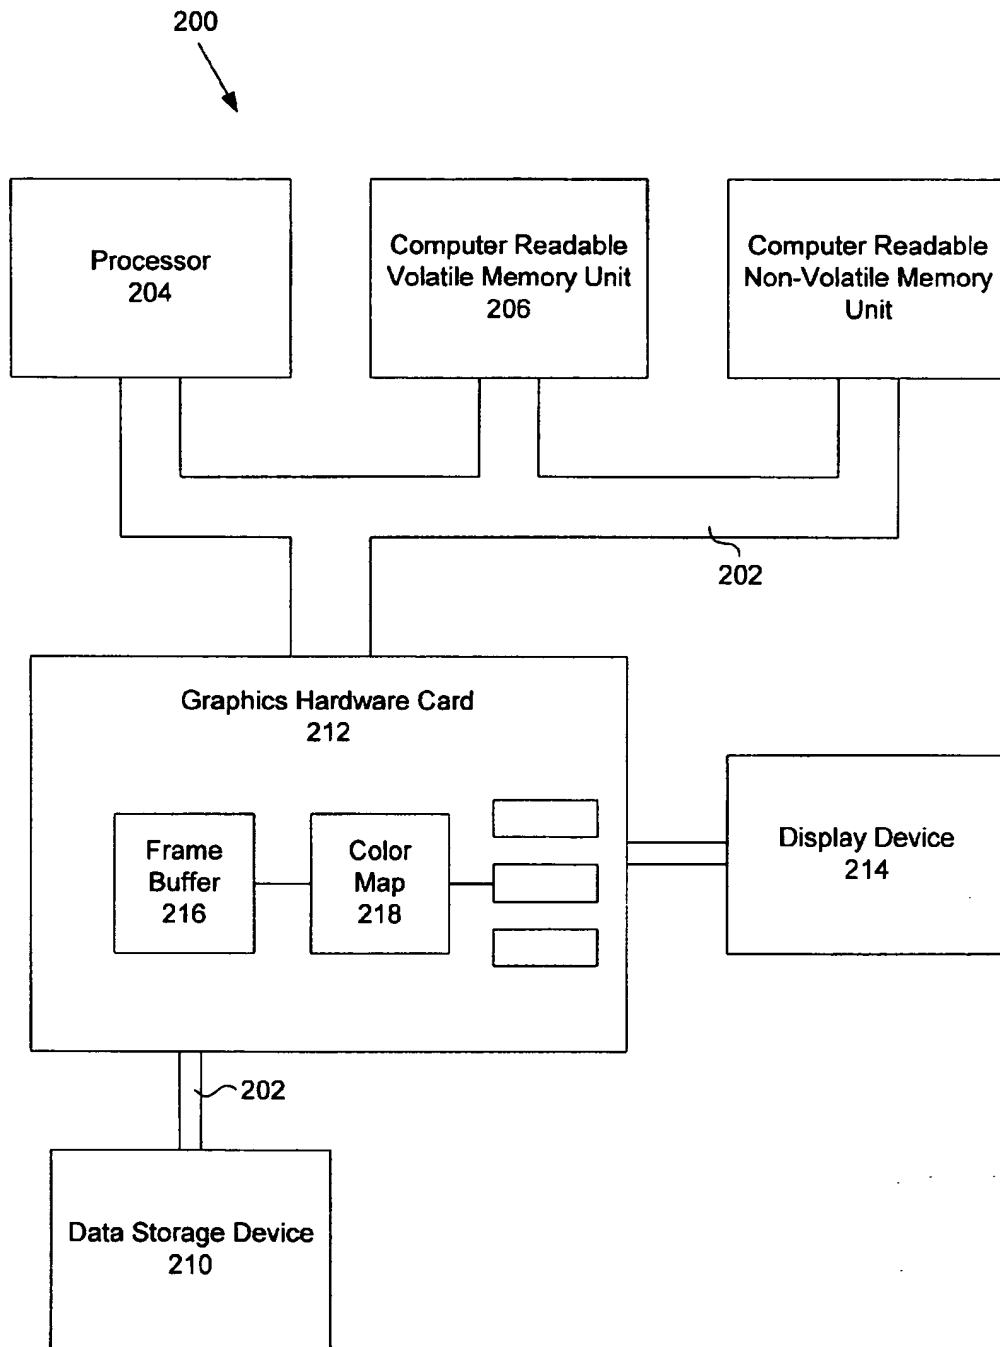 200
Processor
204
Computer Readable
Volatile Memory Unit
206
Computer Readable
Non-Volatile Memory
Unit
202
Graphics Hardware Card
212
Frame
Buffer
216
Color
Map
218
Display Device
214
202
Data Storage Device
210